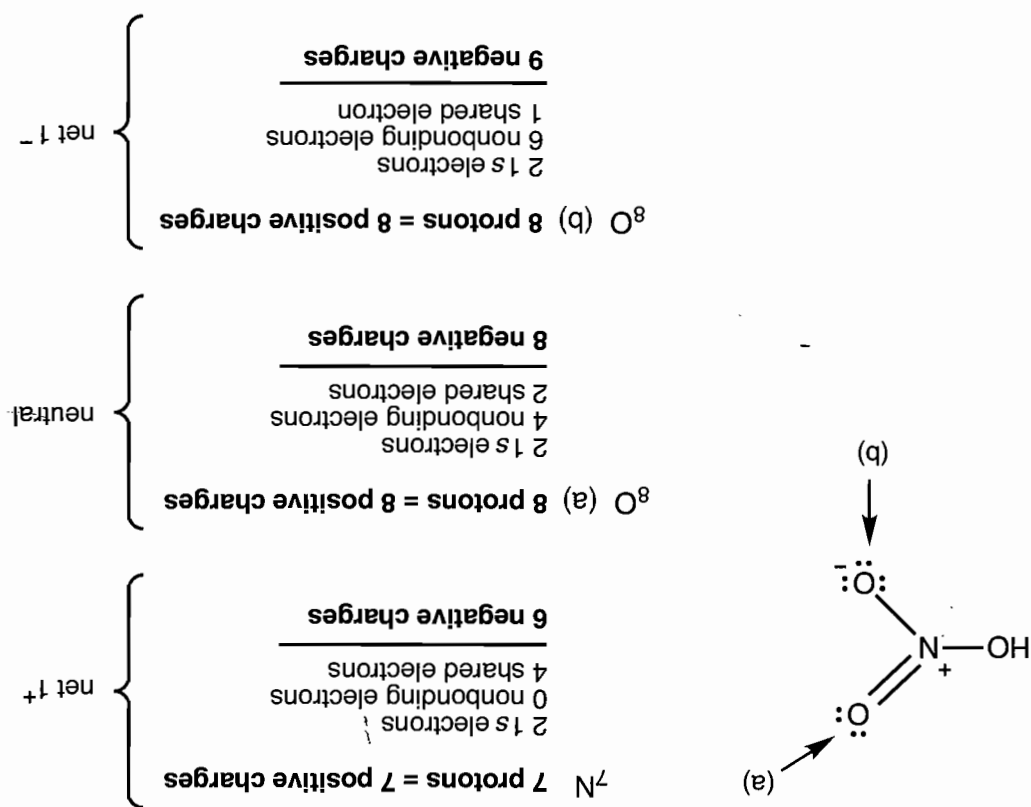 (a)
:O:
HO—N+
:O:−
(b)
₇N 7 protons = 7 positive charges
2 1s electrons
0 nonbonding electrons
4 shared electrons
6 negative charges
net 1⁺
₈O (a) 8 protons = 8 positive charges
2 1s electrons
4 nonbonding electrons
2 shared electrons
8 negative charges
neutral
₈O (b) 8 protons = 8 positive charges
2 1s electrons
6 nonbonding electrons
1 shared electron
9 negative charges
net 1⁻